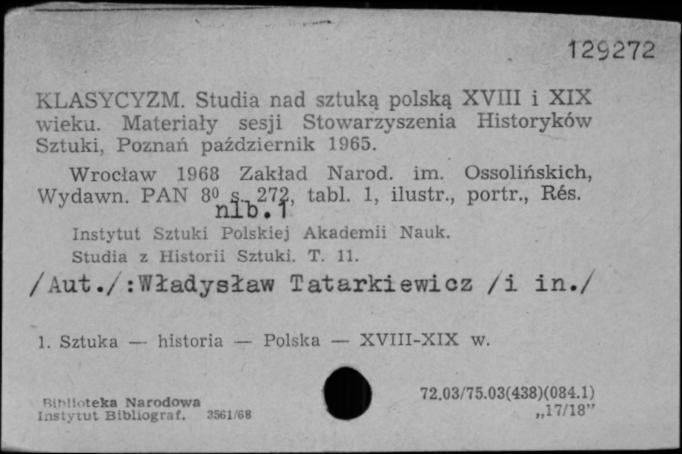 129272
KLASYCYZM. Studia nad sztuką polską XVIII i XIX
wieku. Materiały sesji Stowarzyszenia Historyków
Sztuki, Poznań październik 1965.
Wrocław 1968 Zakład Narod. im. Ossolińskich,
Wydawn. PAN 8⁰ s. 272, tabl. 1, ilustr., portr., Rés.
nlb.1
Instytut Sztuki Polskiej Akademii Nauk.
Studia z Historii Sztuki. T. 11.
/Aut./:Władysław Tatarkiewicz /i in./
1. Sztuka — historia — Polska — XVIII-XIX w.
Biblioteka Narodowa
Instytut Bibliograf. 3561/68
72.03/75.03(438)(084.1)
„17/18”